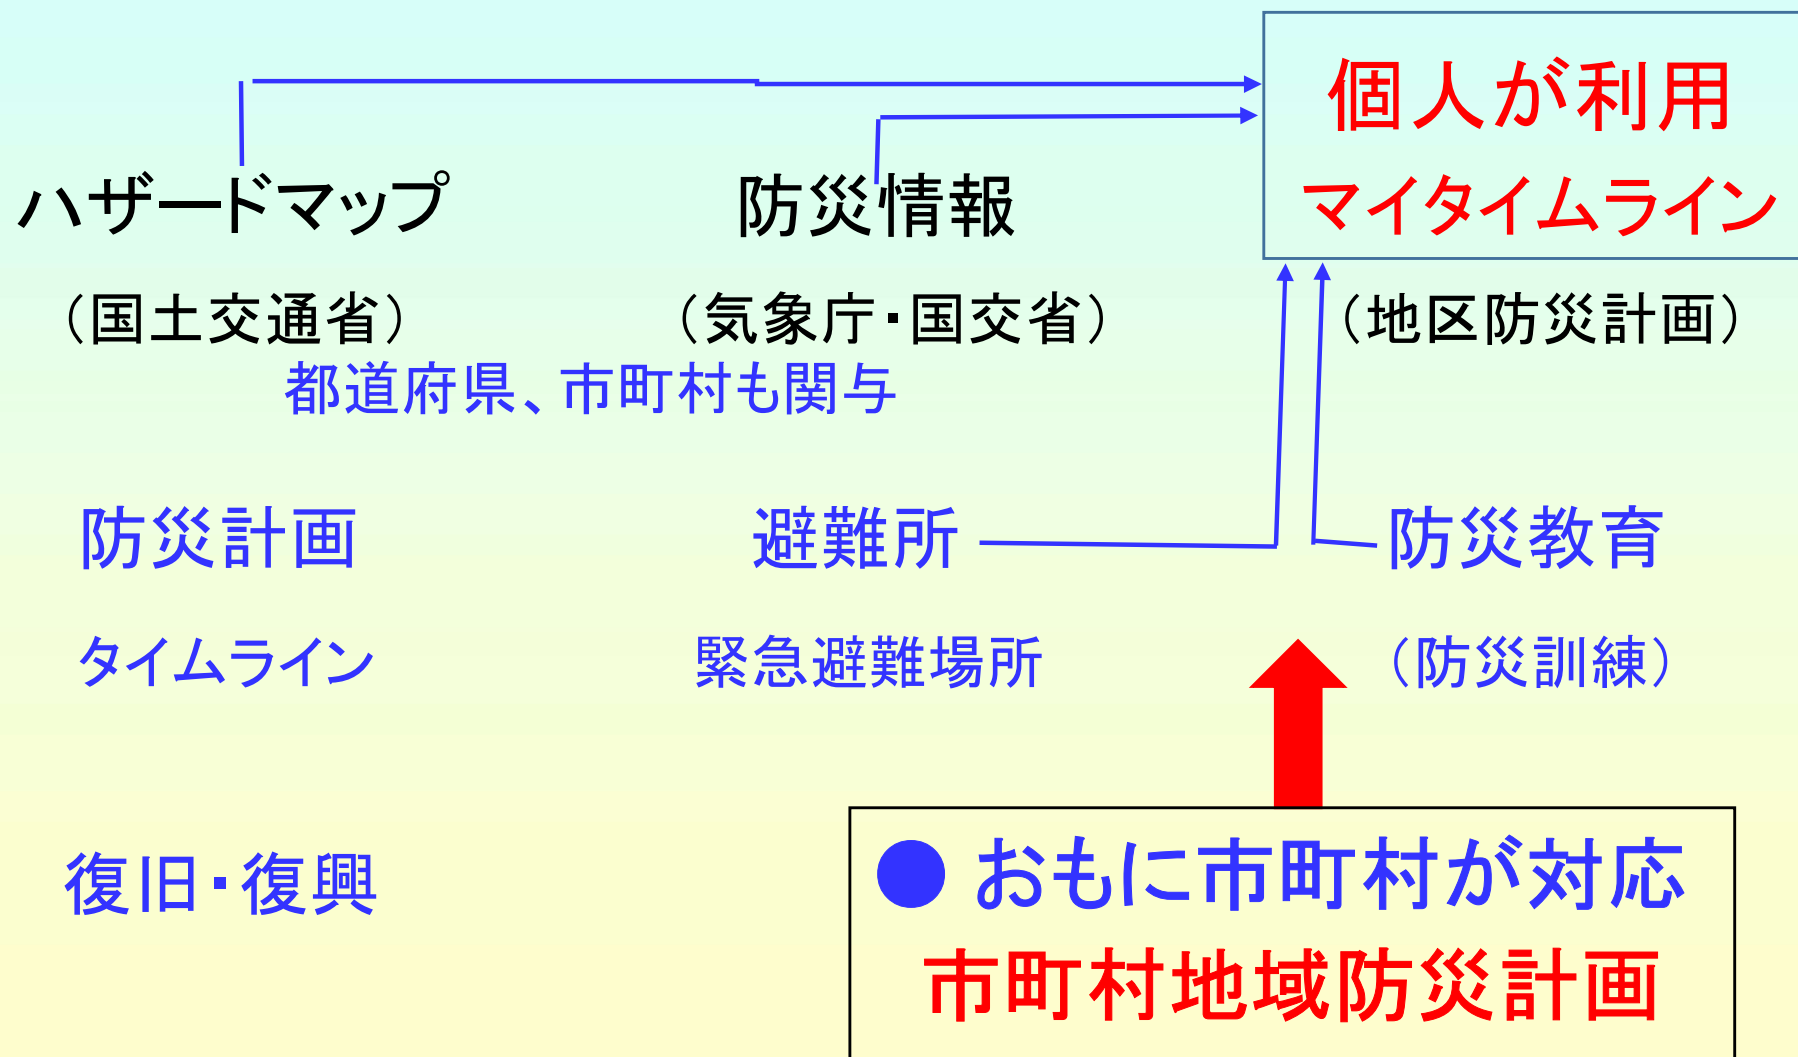 個人が利用
マイタイムライン
ハザードマップ
防災情報
（国土交通省）
（気象庁・国交省）
（地区防災計画）
都道府県、市町村も関与
防災計画
避難所
防災教育
タイムライン
緊急避難場所
（防災訓練）
復旧・復興
● おもに市町村が対応
市町村地域防災計画